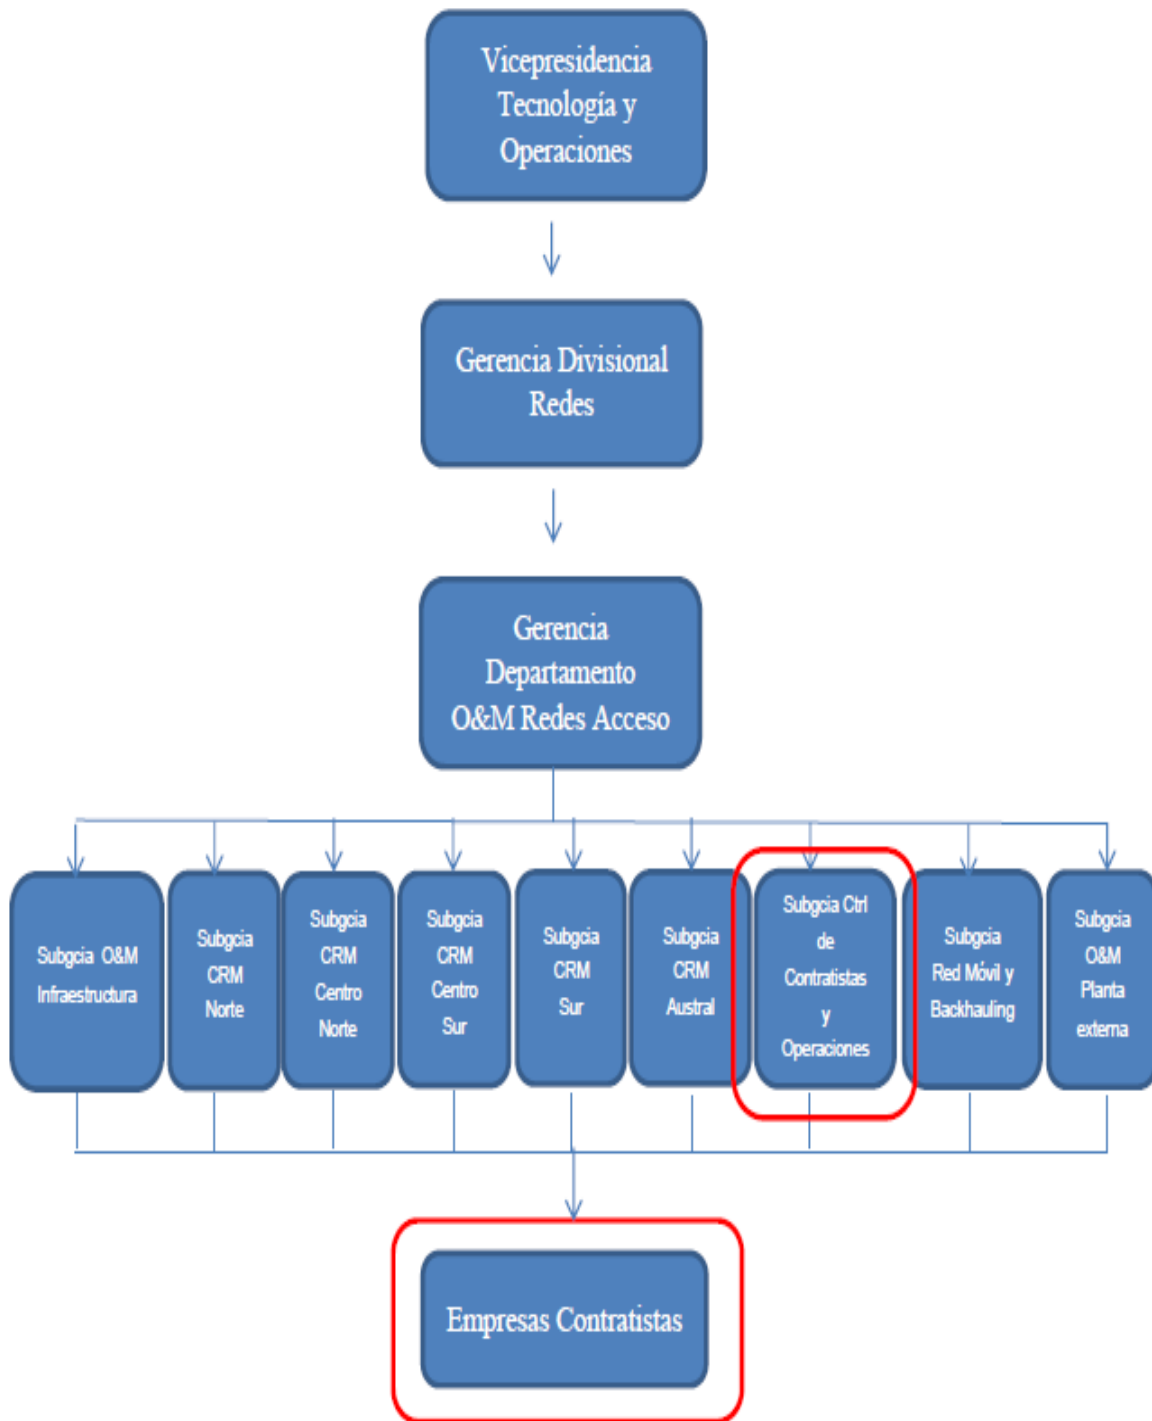 Vicepresidencia
Tecnología y
Operaciones
Gerencia Divisional
Redes
Gerencia
Departamento
O&M Redes Acceso
Subgcia O&M
Infraestructura
Subgcia
CRM
Norte
Subgcia
CRM
Centro
Norte
Subgcia
CRM
Centro
Sur
Subgcia
CRM
Sur
Subgcia
CRM
Austral
Subgcia Ctrl
de
Contratistas
y
Operaciones
Subgcia
Red Móvil y
Backhauling
Subgcia
O&M
Planta
externa
Empresas Contratistas